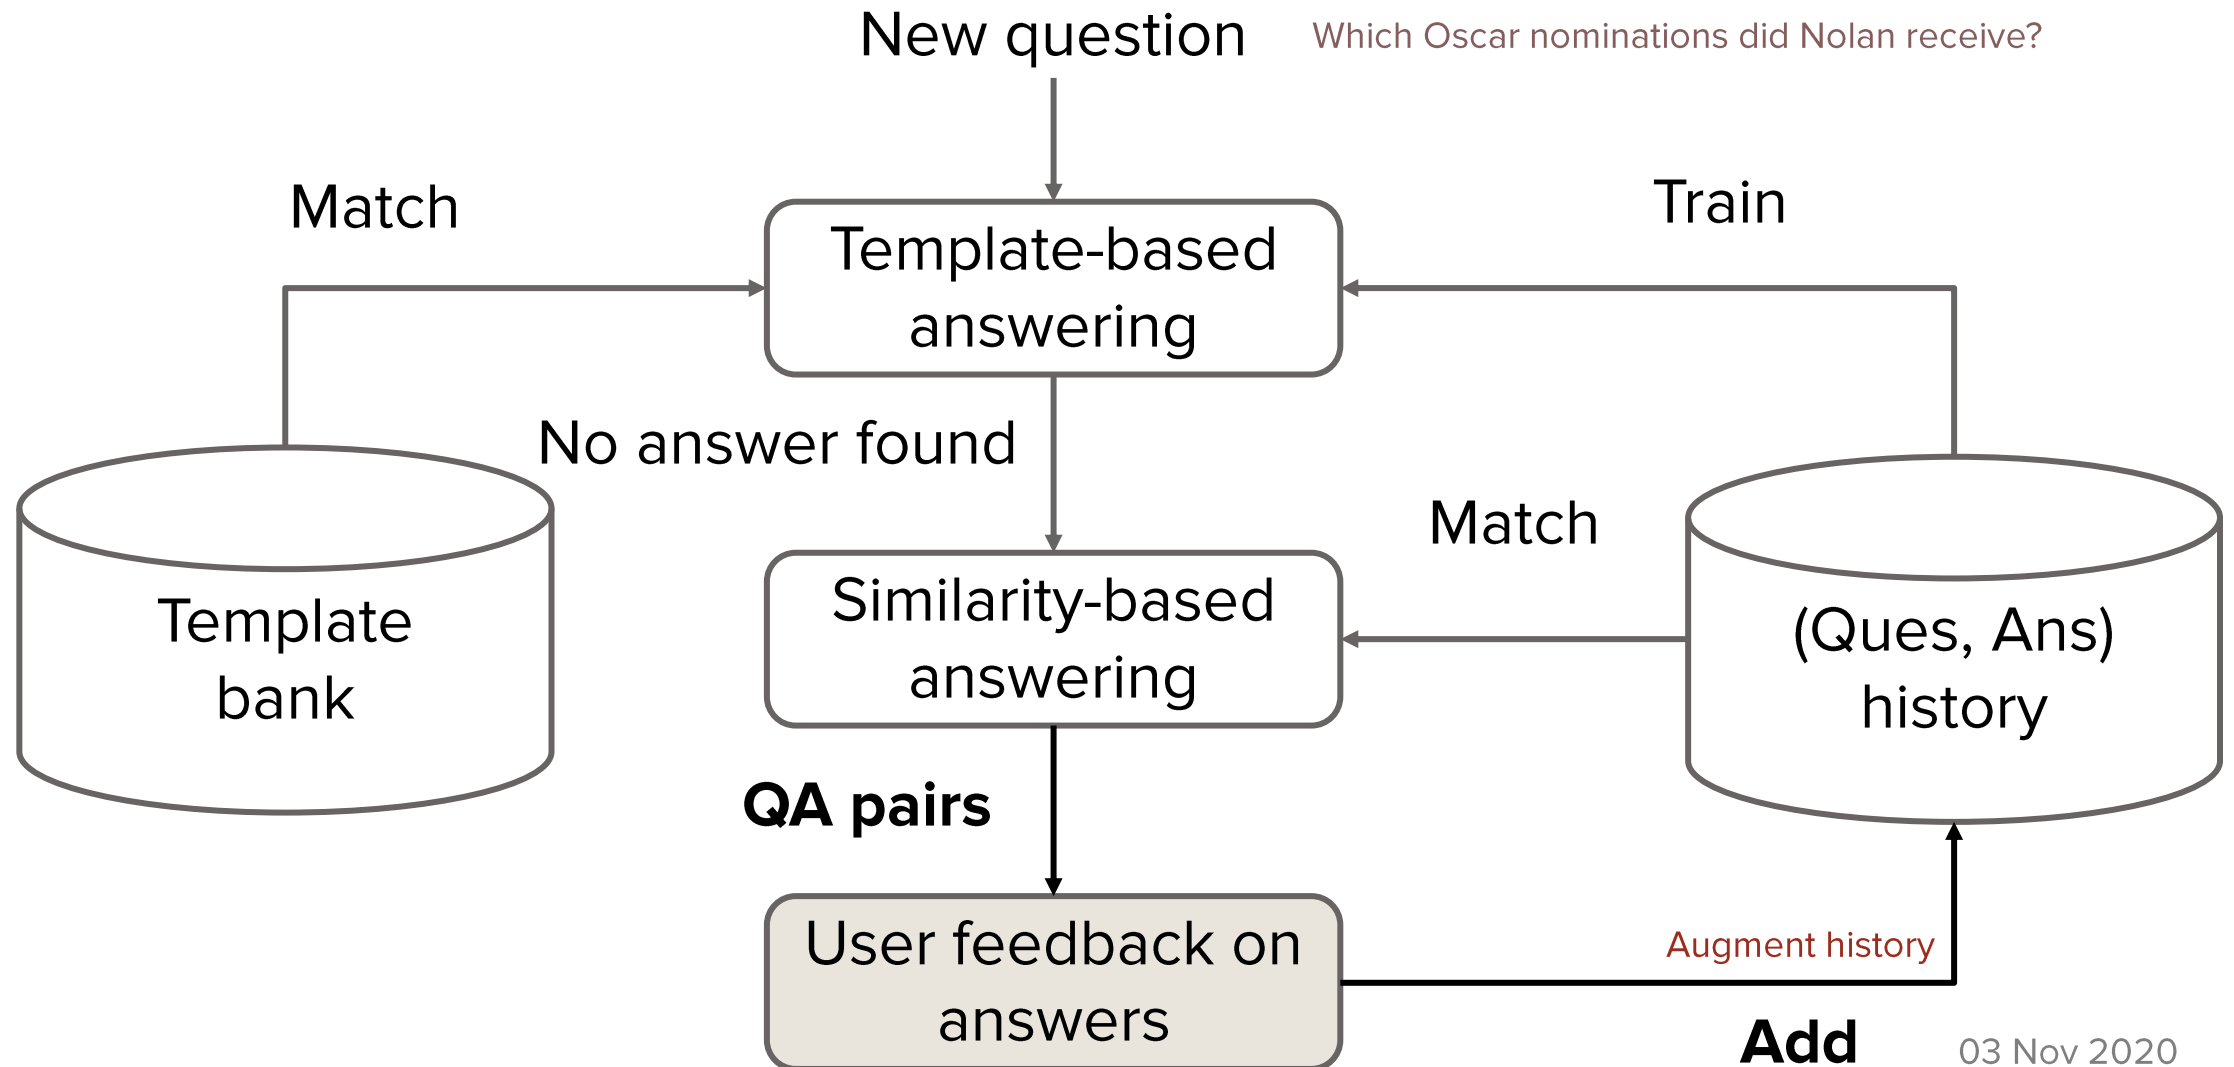 New question
Which Oscar nominations did Nolan receive?
Match
Train
Template-based
answering
No answer found
Match
Template
bank
Similarity-based
answering
(Ques, Ans)
history
QA pairs
User feedback on
answers
Augment history
Add
03 Nov 2020